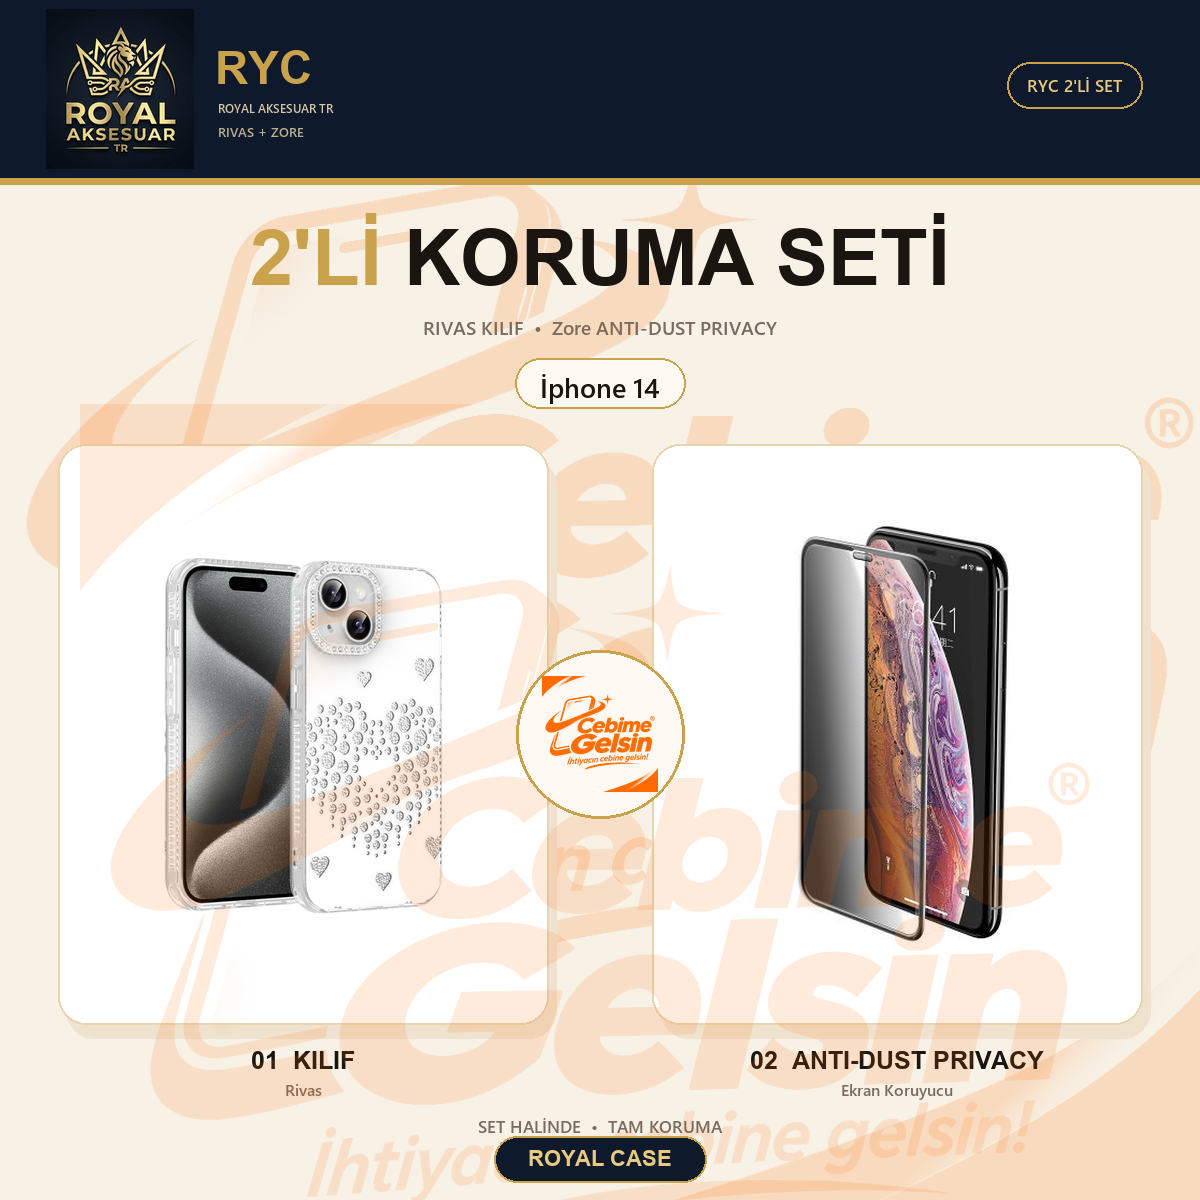 ROYAL
AKSESUAR
TR
RYC
ROYAL AKSESUAR TR
RIVAS + ZORE
RYC 2'Lİ SET
2'Lİ KORUMA SETİ
RIVAS KILIF • Zore ANTI-DUST PRIVACY
İphone 14
Cebime®
Gelsin
İhtiyacın cebine gelsin!
Cebime®
Gelsin
01 KILIF
Rivas
02 ANTI-DUST PRIVACY
Ekran Koruyucu
SET HALİNDE • TAM KORUMA
ROYAL CASE